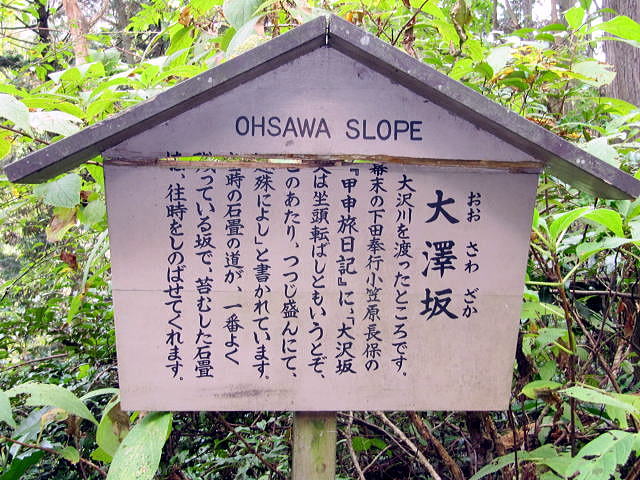 OHSAWA SLOPE
おお さわ ざか
大澤坂
大沢川を渡ったところです。
幕末の下田奉行小笠原長保の
『甲申旅日記』に、「大沢坂
又は坐頭転ばしともいうとぞ、
このあたり、つつじ盛んにて、
殊によし」と書かれています。
時の石畳の道が、一番よく
残っている坂で、苔むした石畳
は、往時をしのばせてくれます。